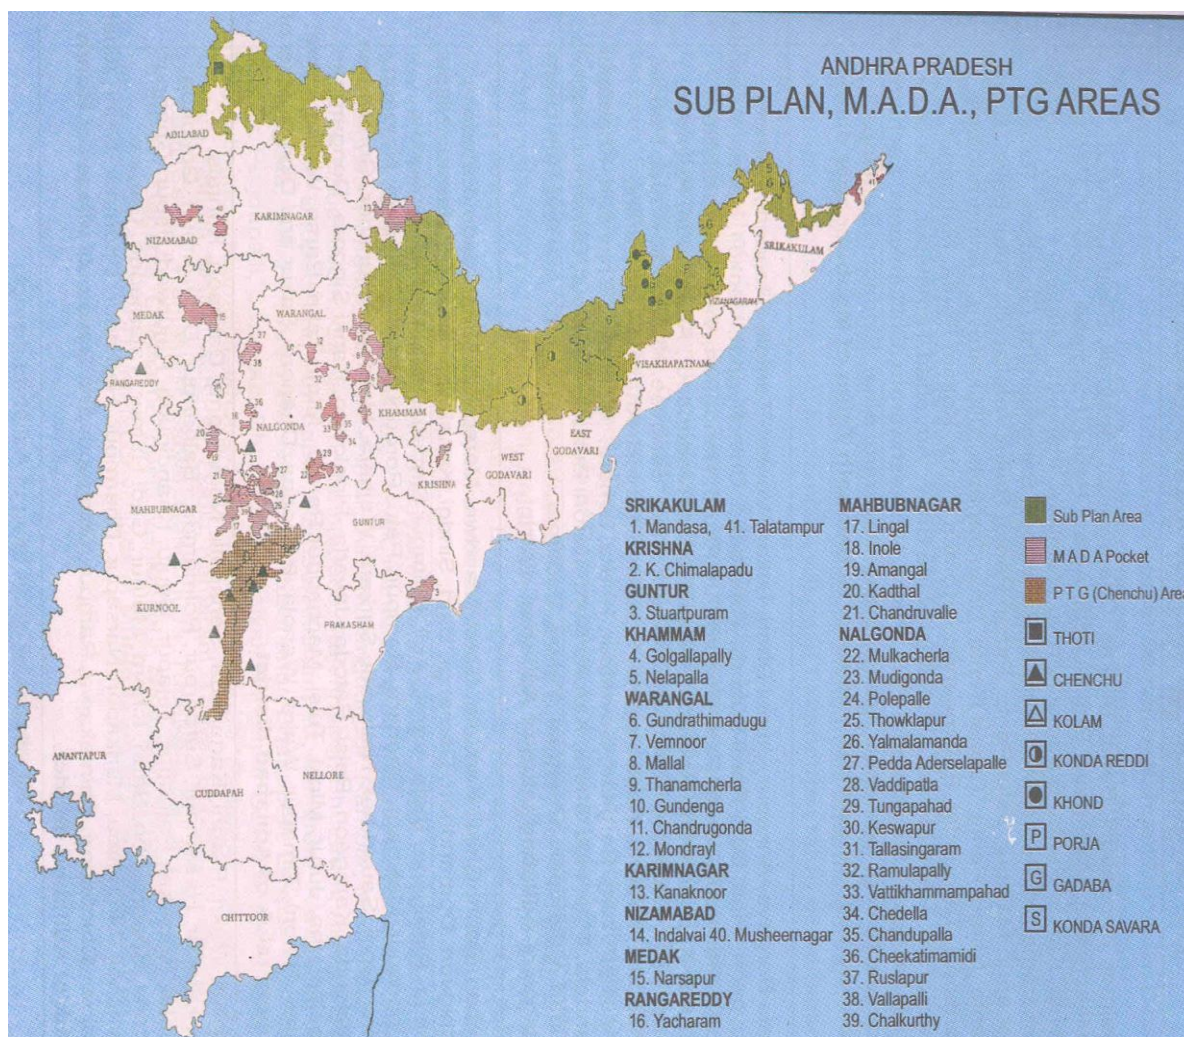 ANDHRA PRADESH
SUB PLAN, M.A.D.A., PTG AREAS
ADILABAD
NIZAMABAD
KARIMNAGAR
MEDAK
WARANGAL
RANGAREDDY
NALGONDA
KHAMMAM
MAHBUBNAGAR
KRISHNA
WEST
GODAVARI
EAST
GODAVARI
VISAKHAPATNAM
VIZIANAGARAM
SRIKAKULAM
GUNTUR
KURNOOL
PRAKASHAM
ANANTAPUR
CUDDAPAH
NELLORE
CHITTOOR
SRIKAKULAM
1. Mandasa, 41. Talatampur
KRISHNA
2. K. Chimalapadu
GUNTUR
3. Stuartpuram
KHAMMAM
4. Golgallapally
5. Nelapalla
WARANGAL
6. Gundrathimadugu
7. Vemnoor
8. Mallal
9. Thanamcherla
10. Gundenga
11. Chandrugonda
12. Mondrayl
KARIMNAGAR
13. Kanaknoor
NIZAMABAD
14. Indalvai 40. Musheernagar
MEDAK
15. Narsapur
RANGAREDDY
16. Yacharam
MAHBUBNAGAR
17. Lingal
18. Inole
19. Amangal
20. Kadthal
21. Chandruvalle
NALGONDA
22. Mulkacherla
23. Mudigonda
24. Polepalle
25. Thowklapur
26. Yalmalamanda
27. Pedda Aderselapalle
28. Vaddipatla
29. Tungapahad
30. Keswapur
31. Tallasingaram
32. Ramulapally
33. Vattikhammampahad
34. Chedella
35. Chandupalla
36. Cheekatimamidi
37. Ruslapur
38. Vallapalli
39. Chalkurthy
Sub Plan Area
M A D A Pocket
P T G (Chenchu) Area
THOTI
CHENCHU
KOLAM
KONDA REDDI
KHOND
P PORJA
G GADABA
S KONDA SAVARA